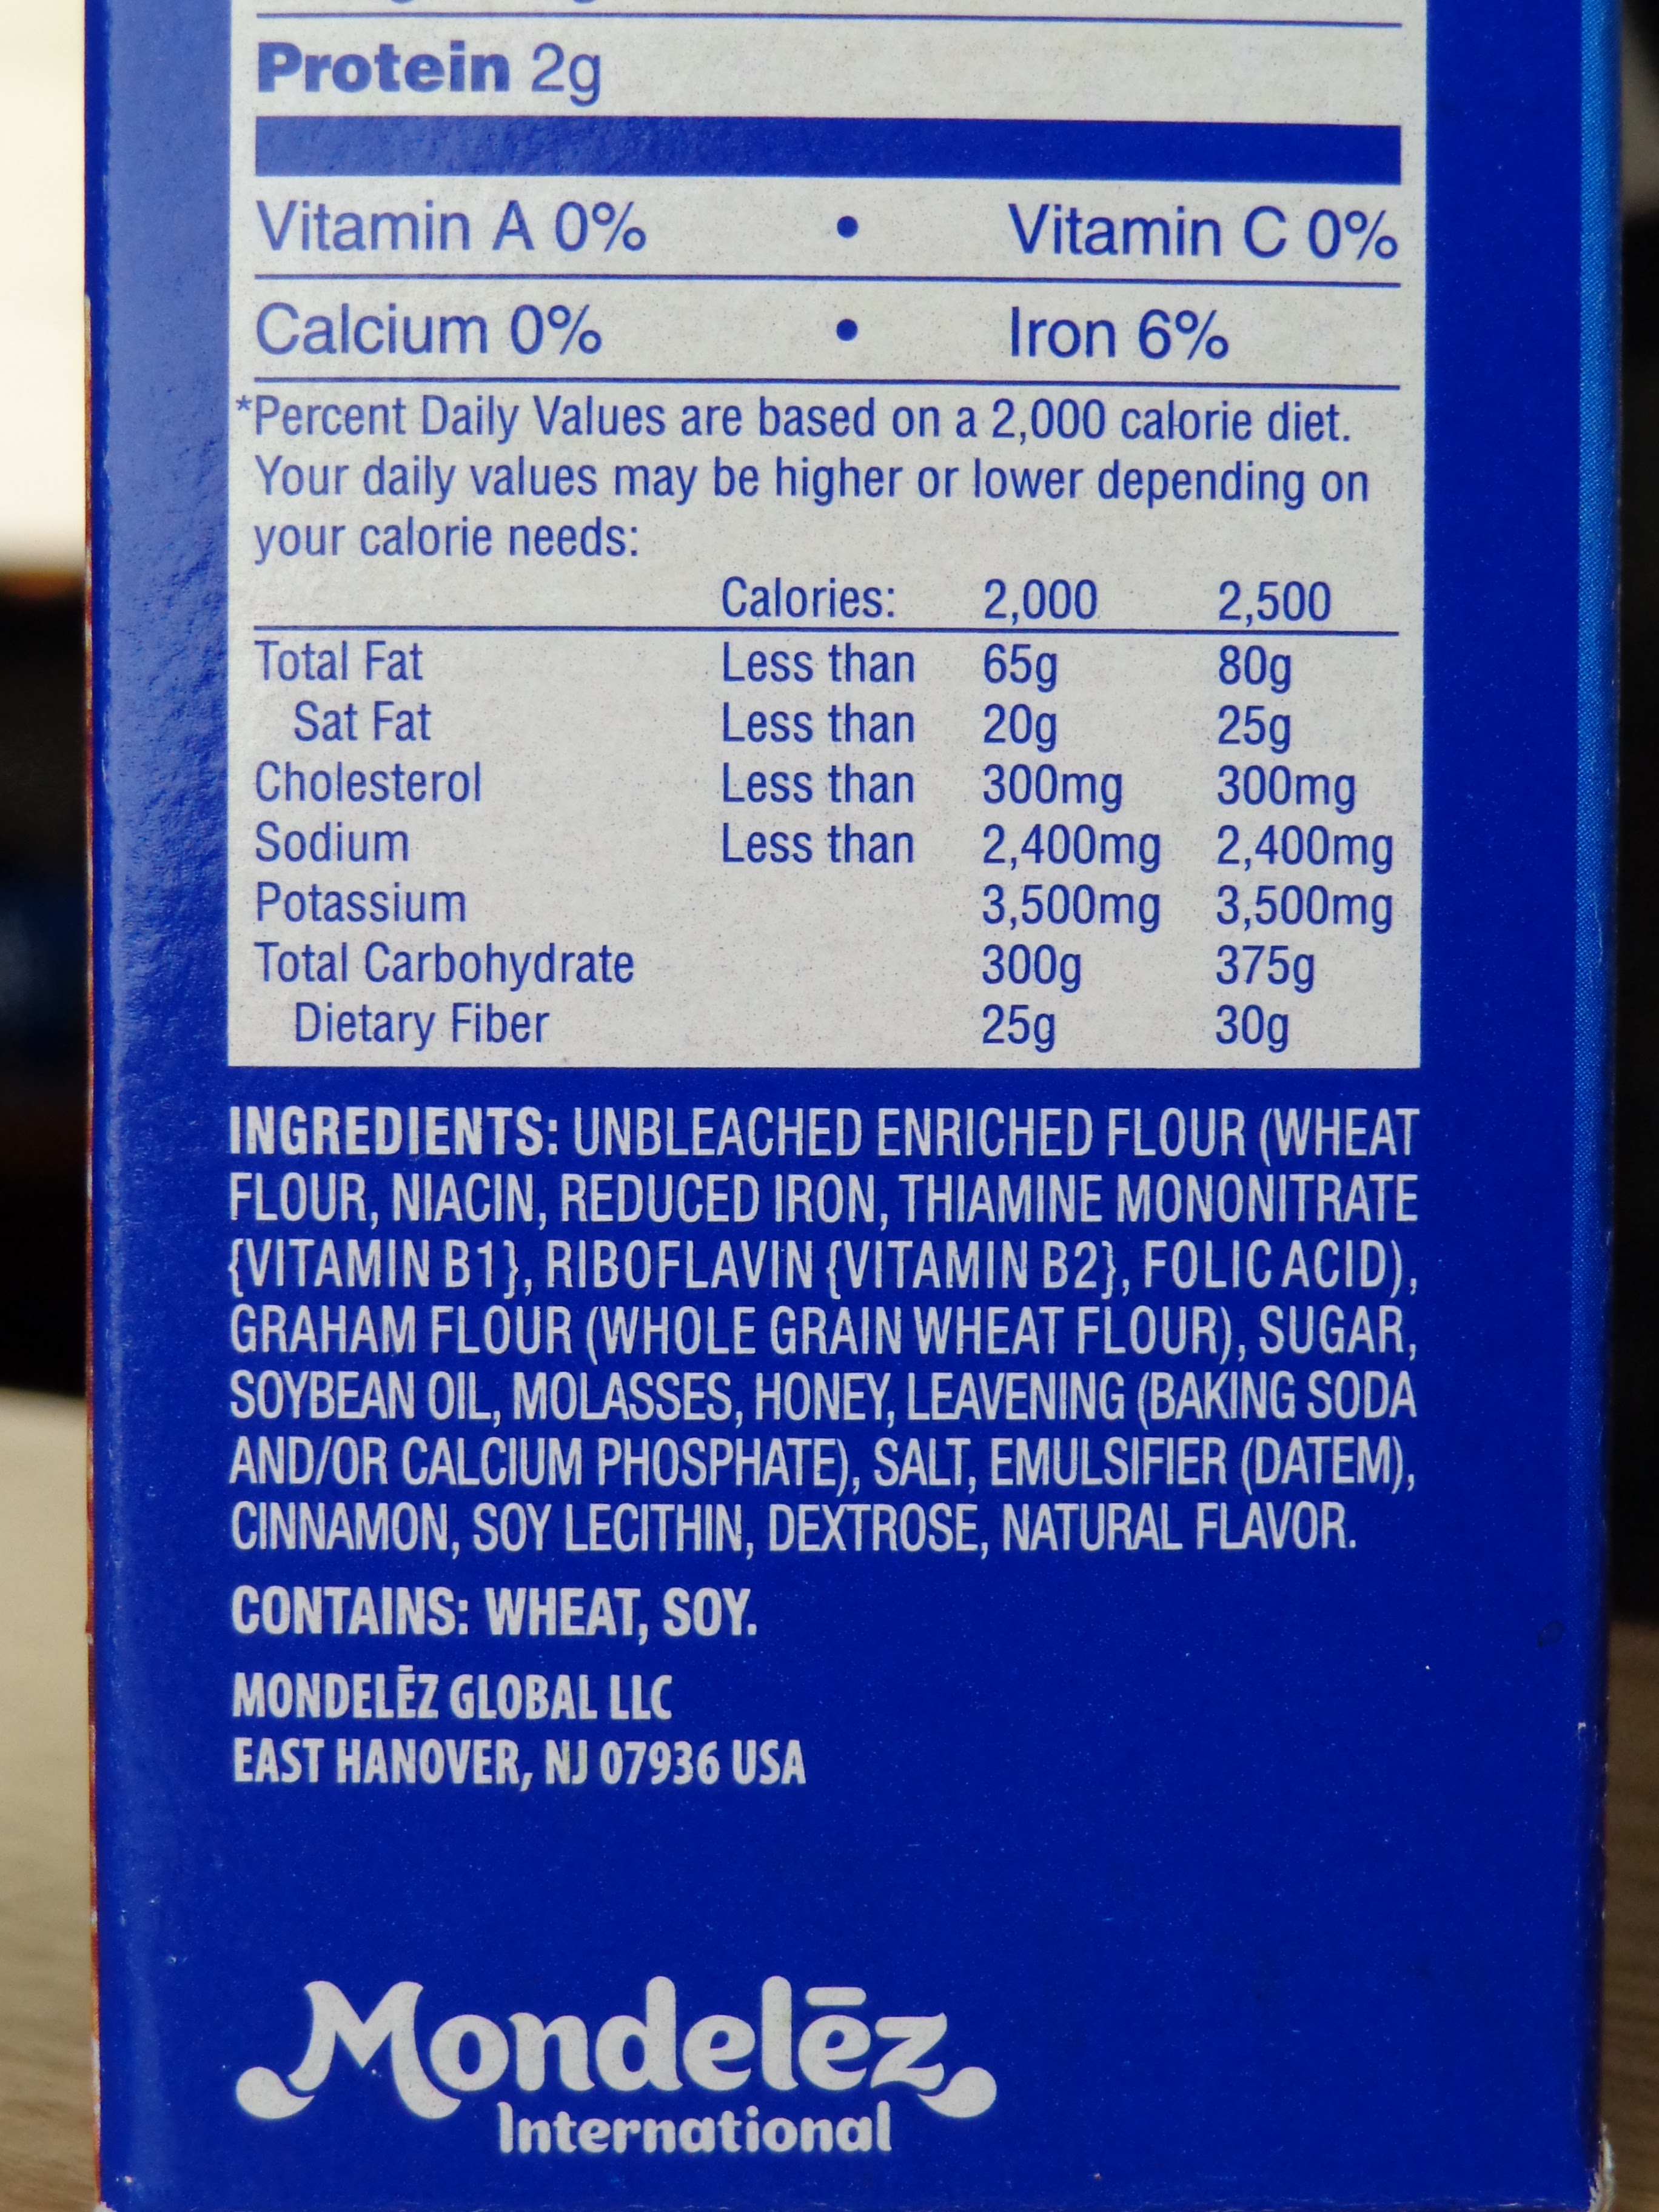 Protein 2g
Vitamin A 0% • Vitamin C 0%
Calcium 0% • Iron 6%
*Percent Daily Values are based on a 2,000 calorie diet.
Your daily values may be higher or lower depending on
your calorie needs:
Calories: 2,000 2,500
Total Fat Less than 65g 80g
Sat Fat Less than 20g 25g
Cholesterol Less than 300mg 300mg
Sodium Less than 2,400mg 2,400mg
Potassium 3,500mg 3,500mg
Total Carbohydrate 300g 375g
Dietary Fiber 25g 30g
INGREDIENTS: UNBLEACHED ENRICHED FLOUR (WHEAT
FLOUR, NIACIN, REDUCED IRON, THIAMINE MONONITRATE
{VITAMIN B1}, RIBOFLAVIN {VITAMIN B2}, FOLIC ACID),
GRAHAM FLOUR (WHOLE GRAIN WHEAT FLOUR), SUGAR,
SOYBEAN OIL, MOLASSES, HONEY, LEAVENING (BAKING SODA
AND/OR CALCIUM PHOSPHATE), SALT, EMULSIFIER (DATEM),
CINNAMON, SOY LECITHIN, DEXTROSE, NATURAL FLAVOR.
CONTAINS: WHEAT, SOY.
MONDELĒZ GLOBAL LLC
EAST HANOVER, NJ 07936 USA
Mondelēz
International